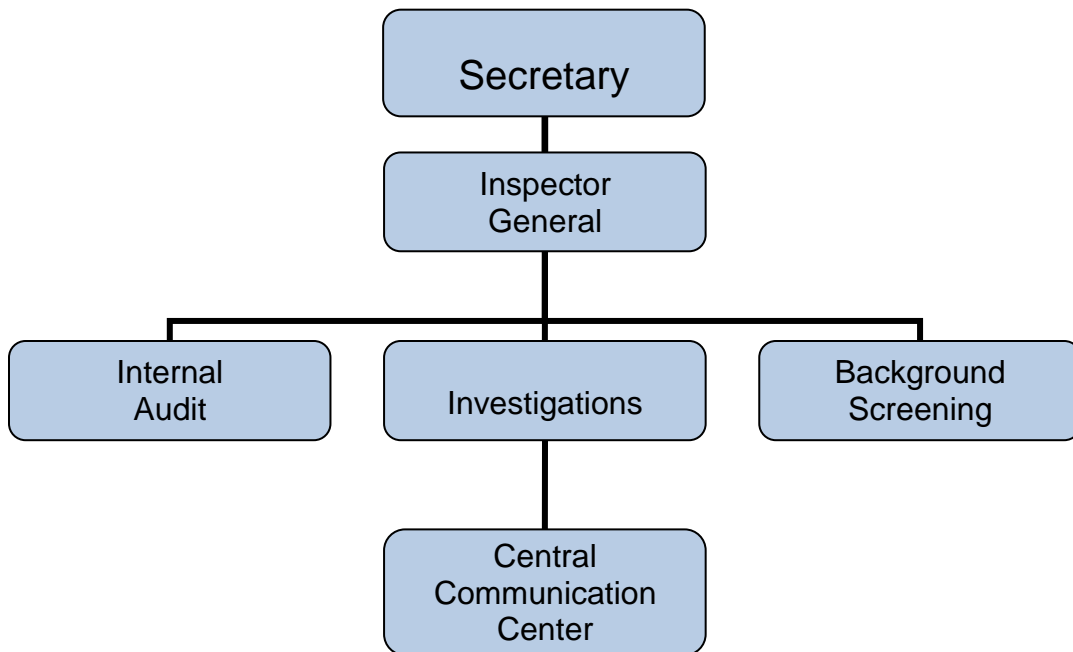 Secretary
Inspector
General
Internal
Audit
Investigations
Background
Screening
Central
Communication
Center